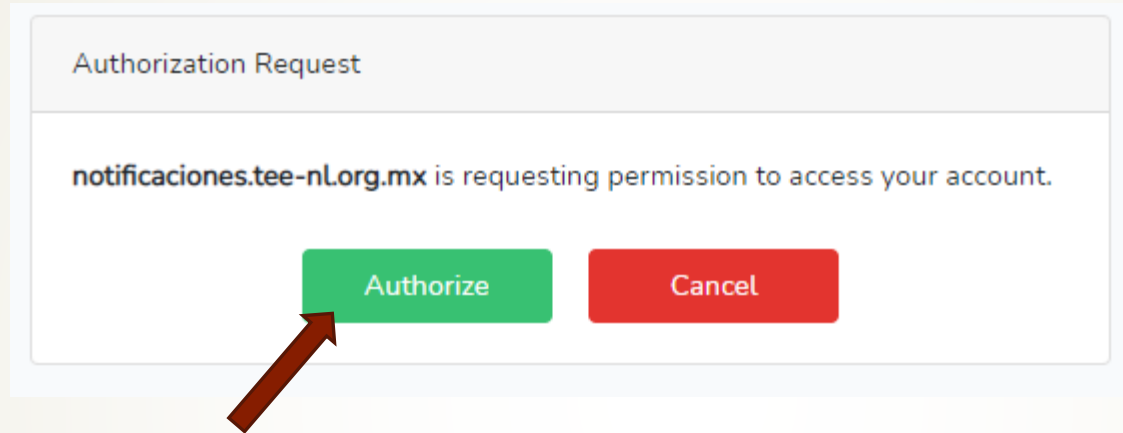 Authorization Request
notificaciones.tee-nl.org.mx is requesting permission to access your account.
Authorize Cancel